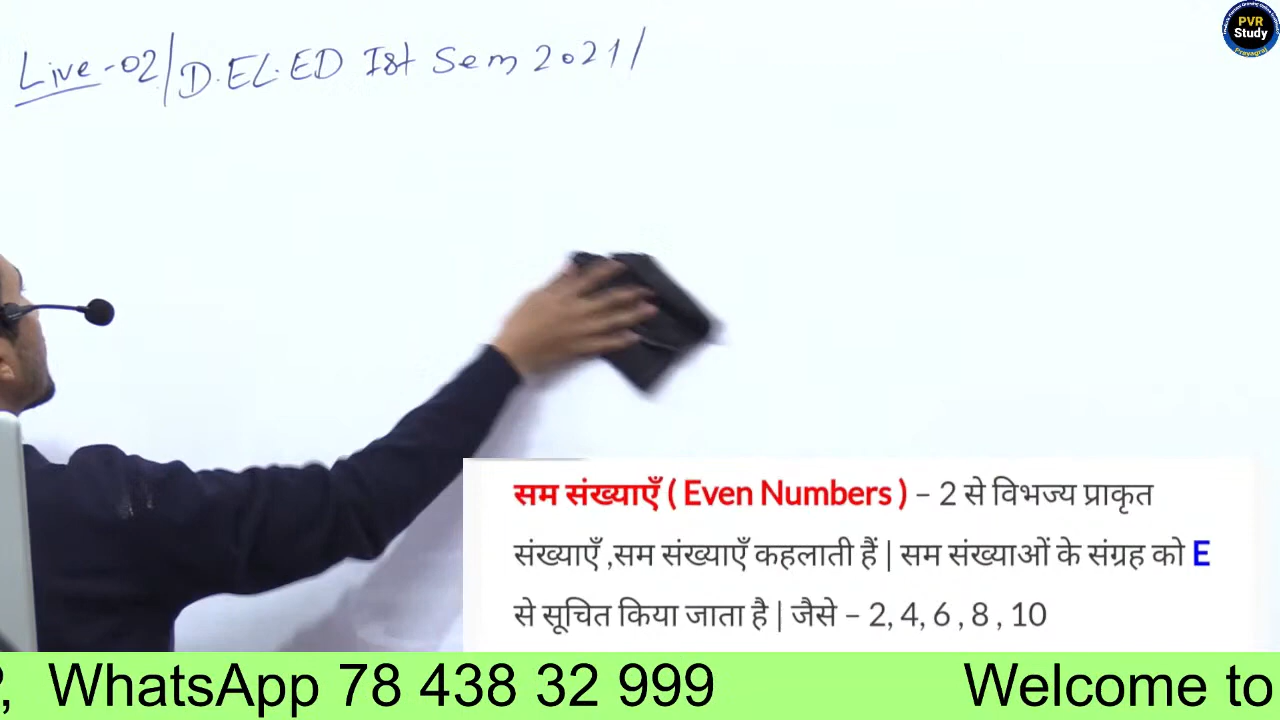 Live-02/D.EL.ED Ist Sem 2021/
PVR
Study
Prayagraj
सम संख्याएँ ( Even Numbers ) – 2 से विभज्य प्राकृत
संख्याएँ ,सम संख्याएँ कहलाती हैं | सम संख्याओं के संग्रह को E
से सूचित किया जाता है | जैसे – 2, 4, 6 , 8 , 10
, WhatsApp 78 438 32 999
Welcome to